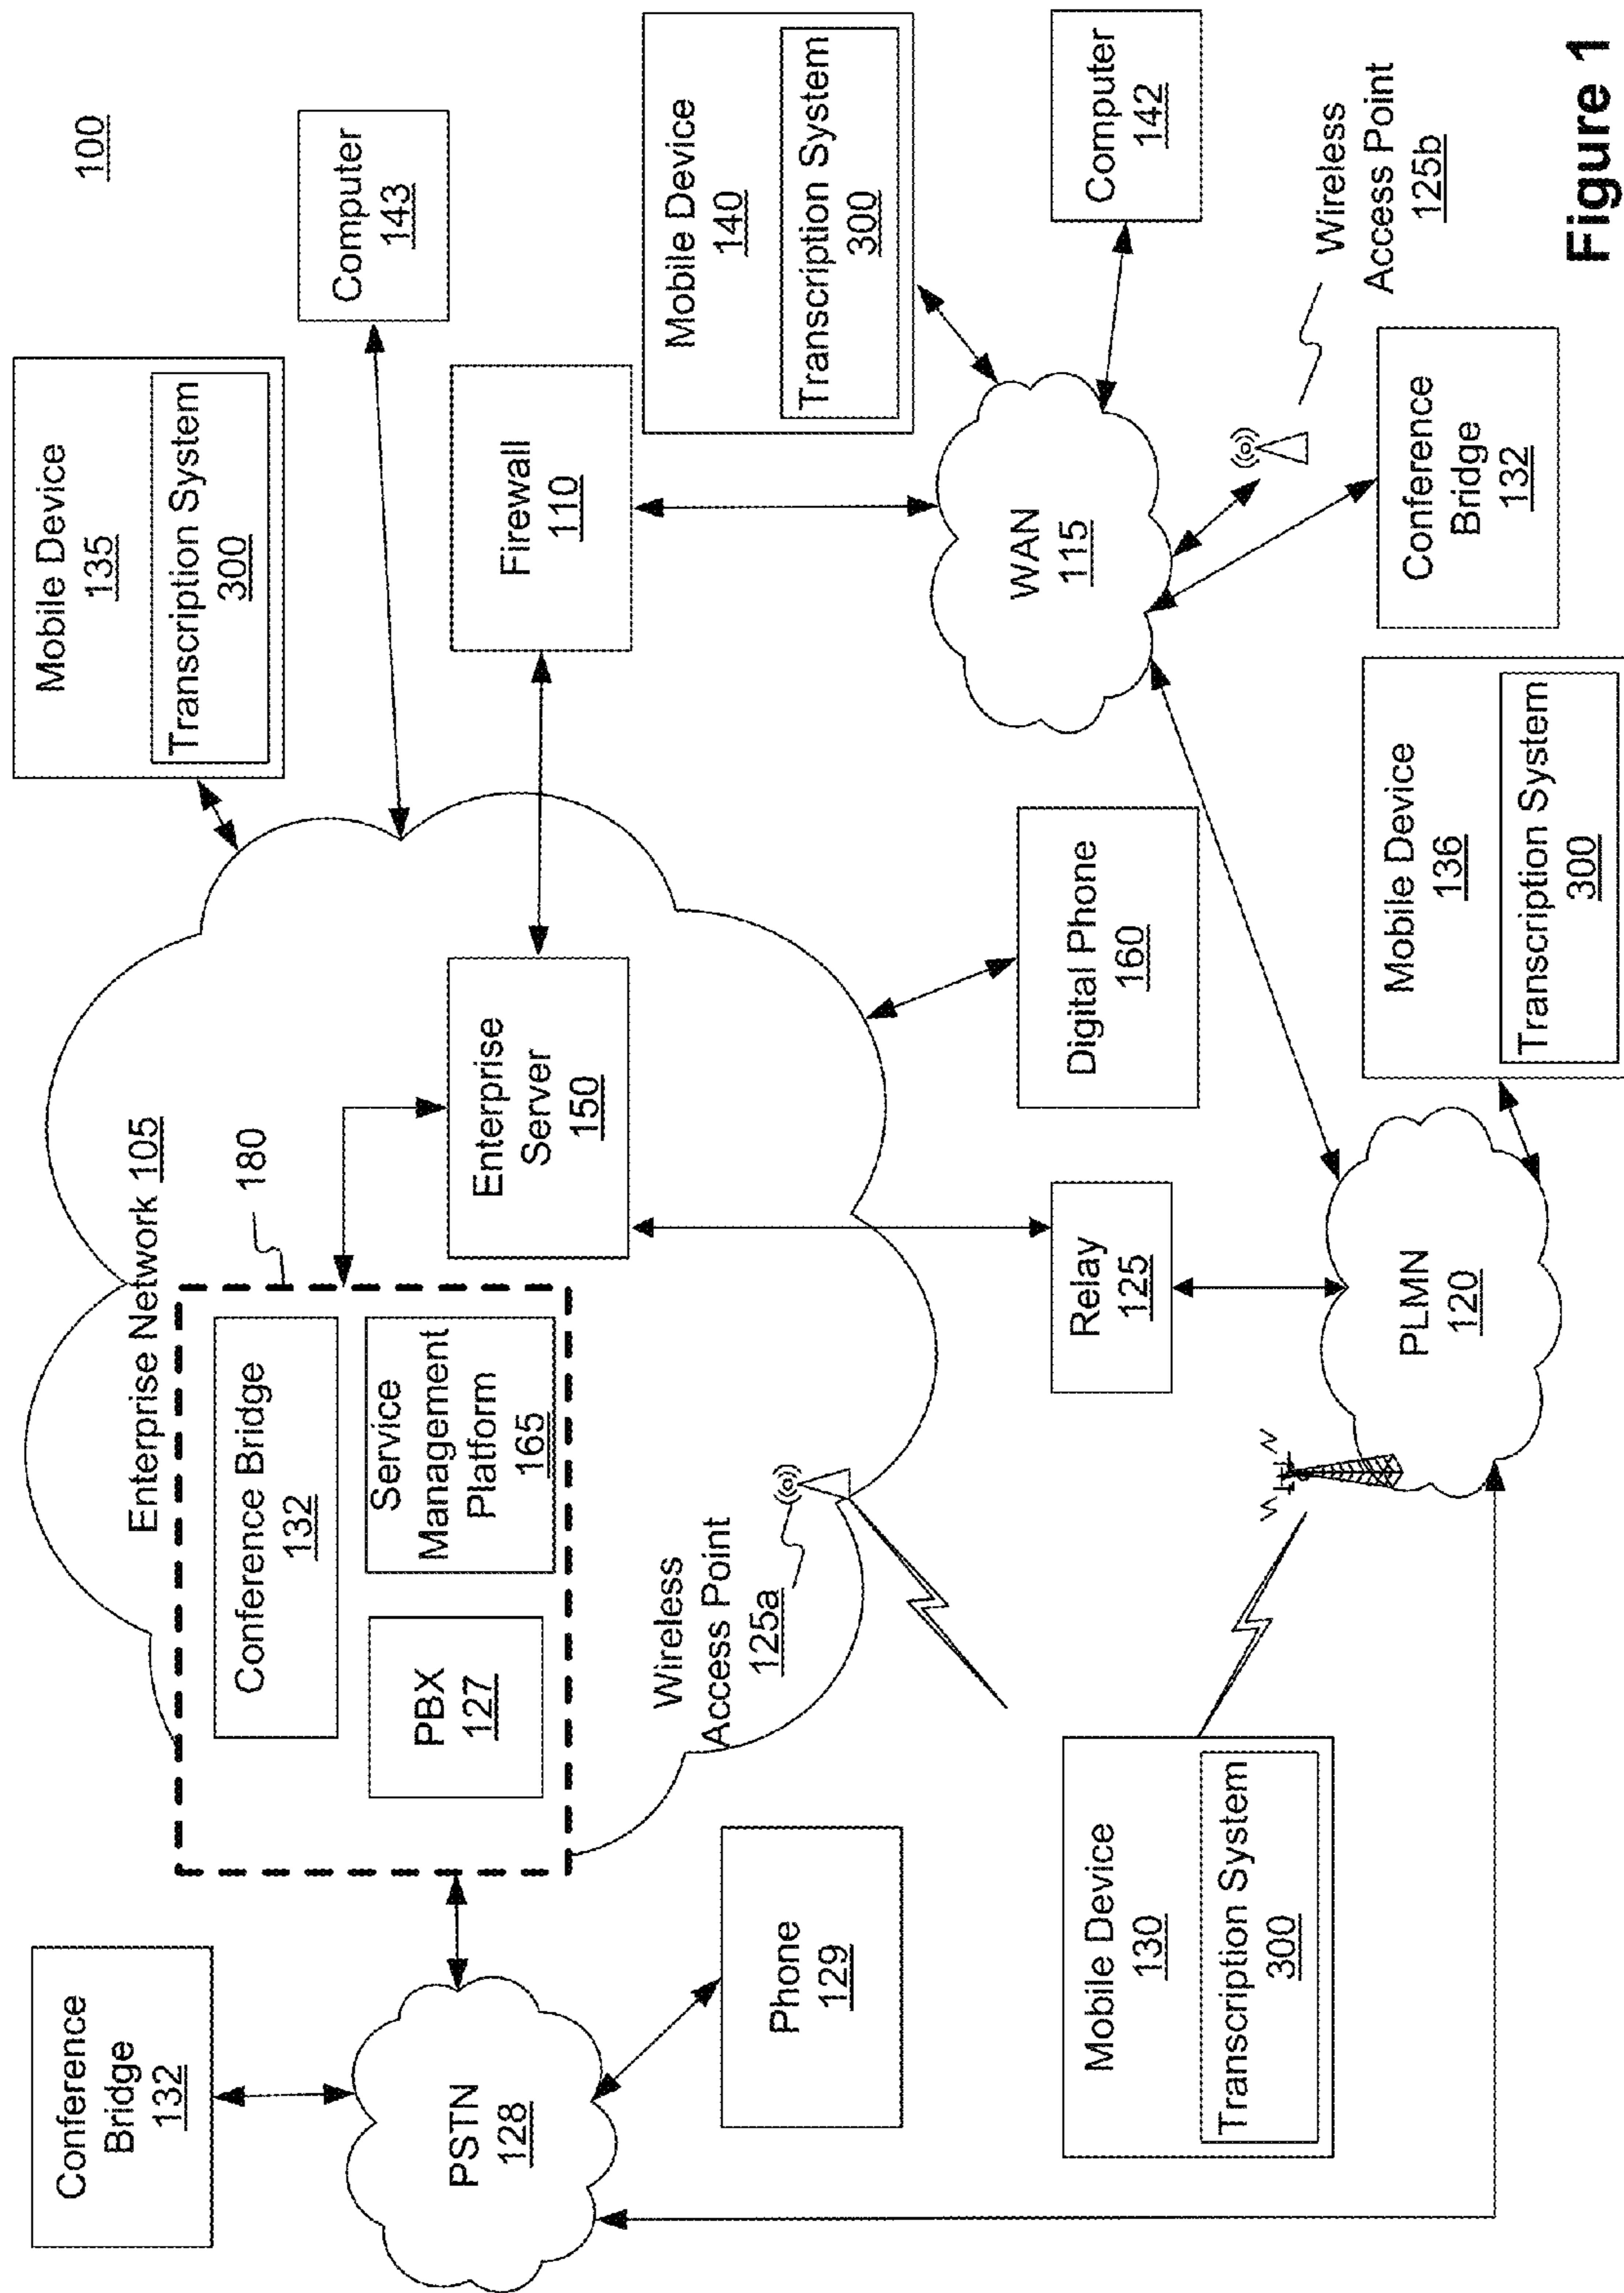 100
Conference
Bridge
132
PSTN
128
Phone
129
Enterprise Network 105
180
Conference Bridge
132
PBX
127
Service
Management
Platform
165
Enterprise
Server
150
Wireless
Access Point
125a
Mobile Device
135
Transcription System
300
Computer
143
Firewall
110
Mobile Device
140
Transcription System
300
Computer
142
WAN
115
Wireless
Access Point
125b
Conference
Bridge
132
Digital Phone
160
Relay
125
PLMN
120
Mobile Device
136
Transcription System
300
Mobile Device
130
Transcription System
300
Figure 1